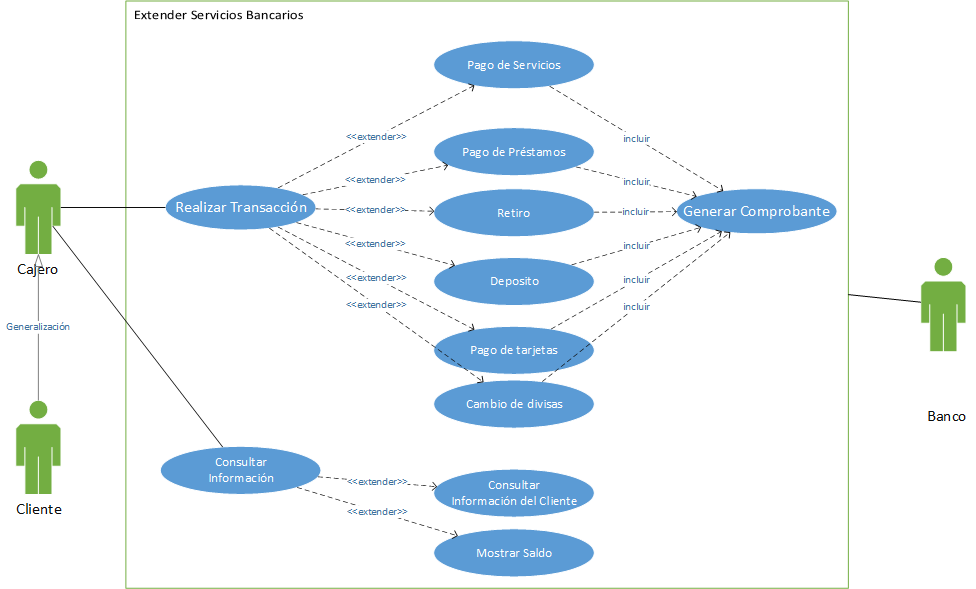 Extender Servicios Bancarios
Pago de Servicios
<<extender>>
incluir
Pago de Préstamos
<<extender>>
incluir
Realizar Transacción
<<extender>>
Retiro
incluir
Generar Comprobante
<<extender>>
incluir
Cajero
<<extender>>
Deposito
incluir
<<extender>>
incluir
Generalización
Pago de tarjetas
Cambio de divisas
Banco
Consultar
Información
<<extender>>
Consultar
Información del Cliente
Cliente
<<extender>>
Mostrar Saldo